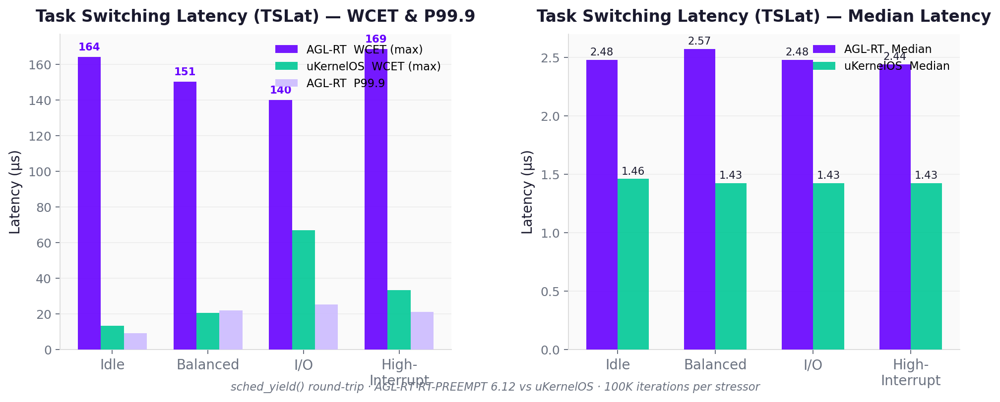 Task Switching Latency (TSLat) — WCET & P99.9
164
151
140
169
AGL-RT  WCET (max)
uKernelOS  WCET (max)
AGL-RT  P99.9
Latency (µs)
160
140
120
100
80
60
40
20
0
Idle
Balanced
I/O
High-
Interrupt
Task Switching Latency (TSLat) — Median Latency
2.48
2.57
2.48
2.44
AGL-RT  Median
uKernelOS  Median
1.46
1.43
1.43
1.43
Latency (µs)
2.5
2.0
1.5
1.0
0.5
0.0
Idle
Balanced
I/O
High-
Interrupt
sched_yield() round-trip · AGL-RT RT-PREEMPT 6.12 vs uKernelOS · 100K iterations per stressor